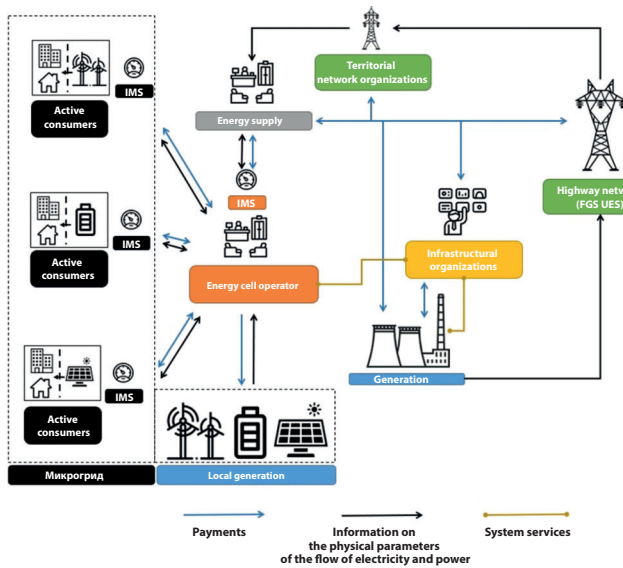 Territorial
network organizations
IMS
Active
consumers
Energy supply
Highway netw
(FGS UES)
IMS
IMS
Active
consumers
Infrastructural
organizations
Energy cell operator
Generation
IMS
Active
consumers
Микрогрид
Local generation
Payments
Information on
the physical parameters
of the flow of electricity and power
System services